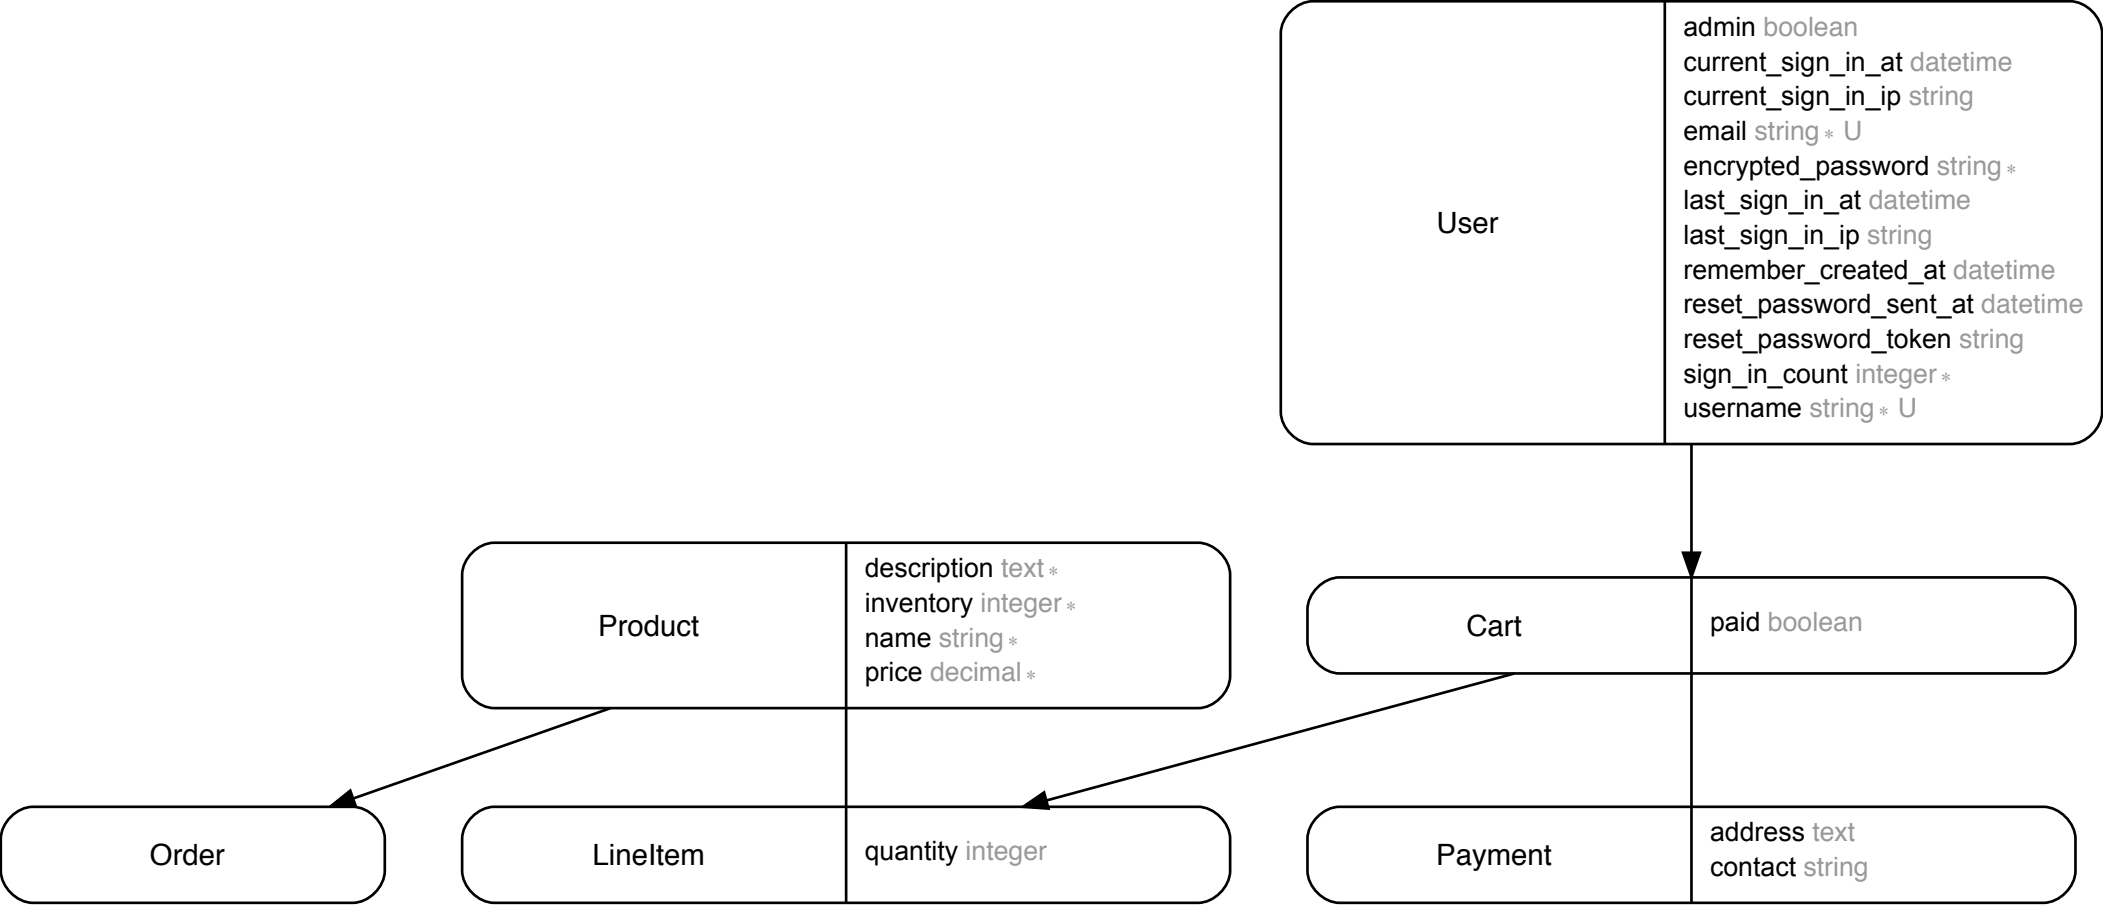 User
admin boolean
current_sign_in_at datetime
current_sign_in_ip string
email string * U
encrypted_password string *
last_sign_in_at datetime
last_sign_in_ip string
remember_created_at datetime
reset_password_sent_at datetime
reset_password_token string
sign_in_count integer *
username string * U
Product
description text *
inventory integer *
name string *
price decimal *
Cart
paid boolean
Order
LineItem
quantity integer
Payment
address text
contact string